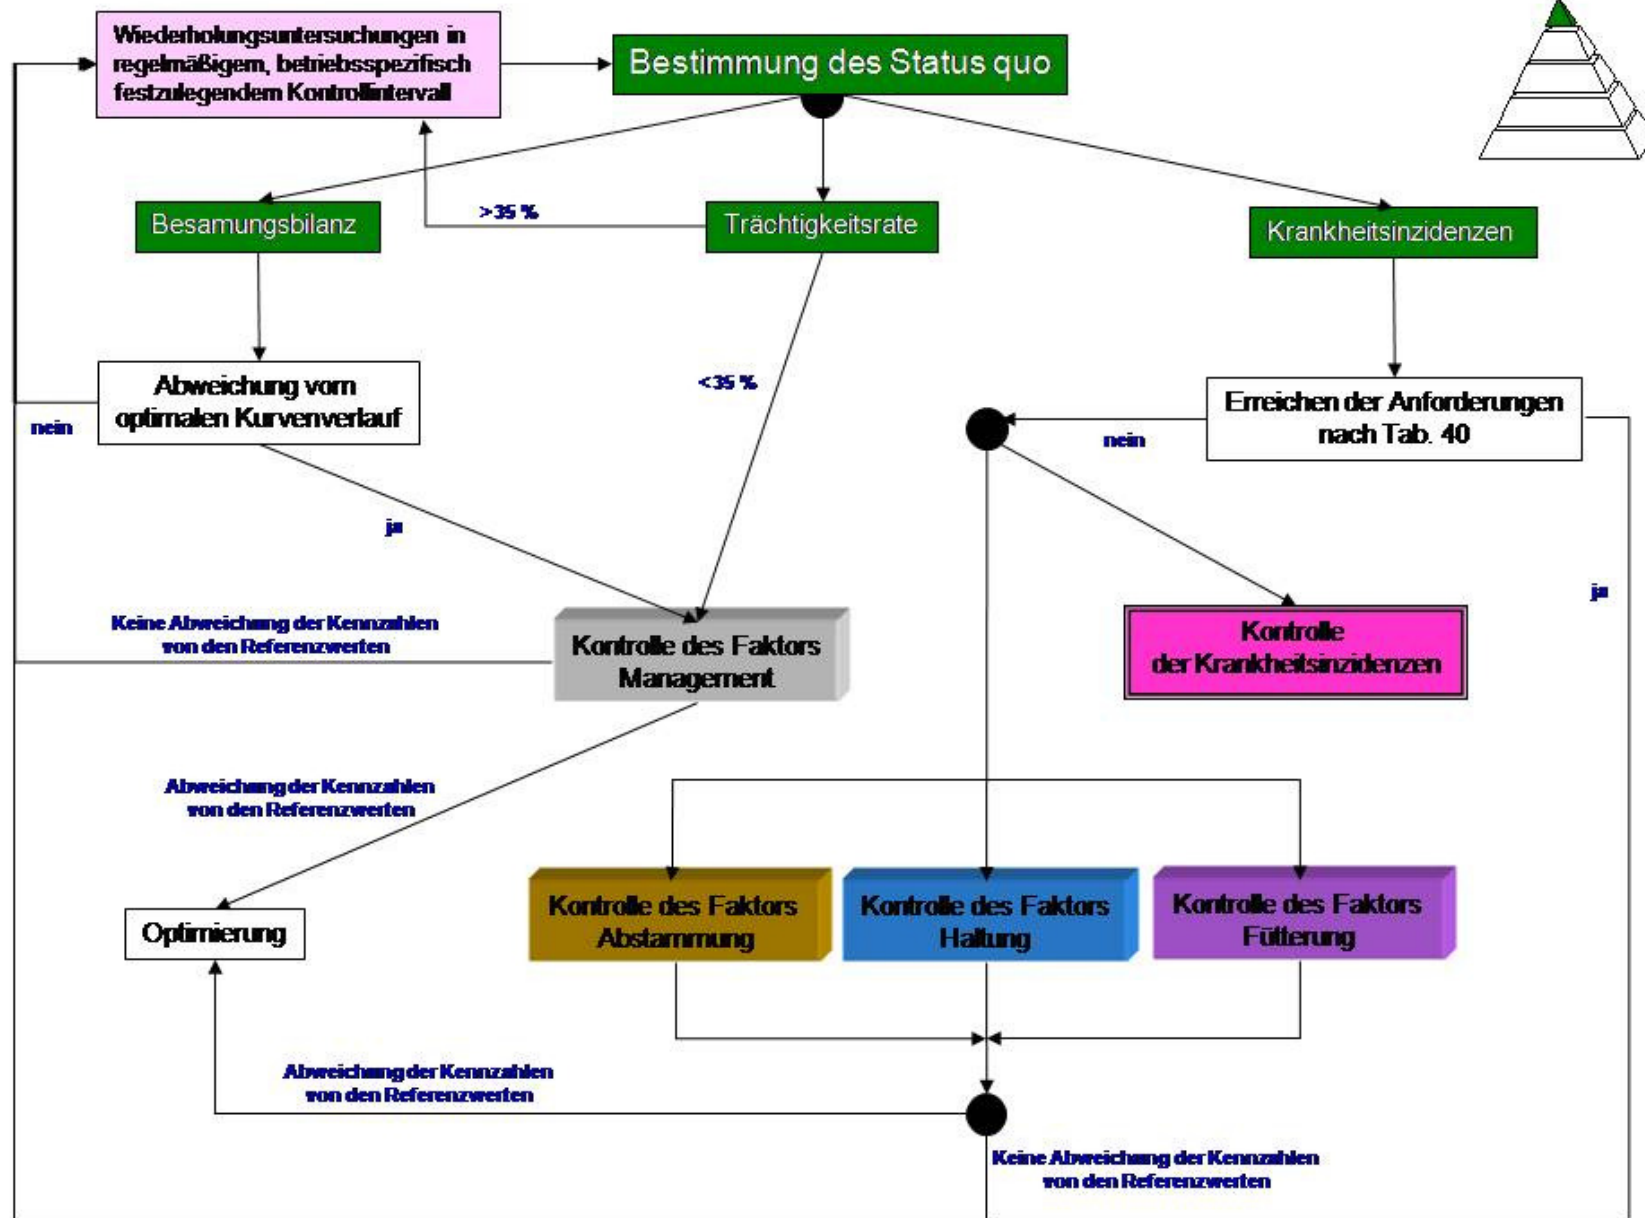 Wiederholungsuntersuchungen in
regelmäßigem, betriebsspezifisch
festzulegendem Kontrollintervall
Bestimmung des Status quo
Besamungsbilanz
>35 %
Trächtigkeitsrate
Krankheitsinzidenzen
Abweichung vom
optimalen Kurvenverlauf
nein
<35 %
Erreichen der Anforderungen
nach Tab. 40
nein
ja
ja
Keine Abweichung der Kennzahlen
von den Referenzwerten
Kontrolle des Faktors
Management
Kontrolle
der Krankheitsinzidenzen
Abweichung der Kennzahlen
von den Referenzwerten
Optimierung
Kontrolle des Faktors
Abstammung
Kontrolle des Faktors
Haltung
Kontrolle des Faktors
Fütterung
Abweichung der Kennzahlen
von den Referenzwerten
Keine Abweichung der Kennzahlen
von den Referenzwerten